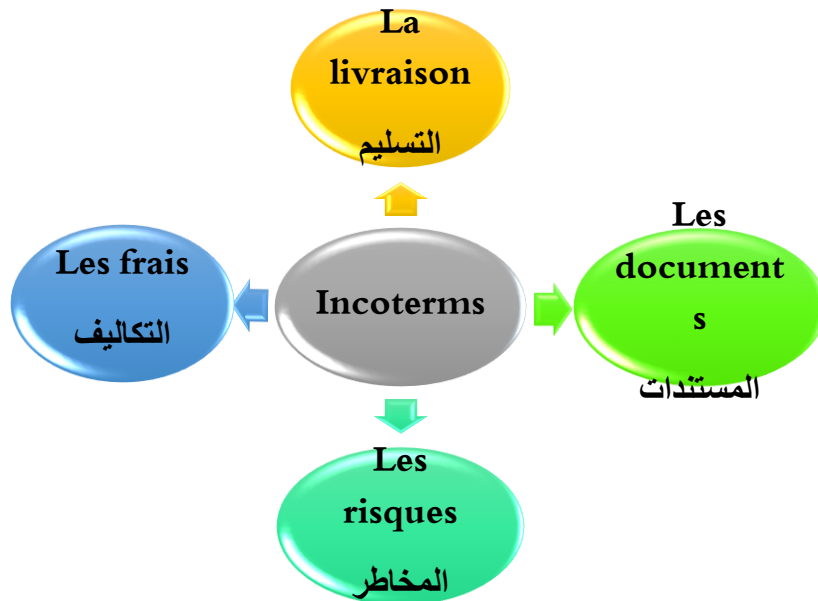 La
livraison
التسليم
Les frais
التكاليف
Incoterms
Les
document
s
المستندات
Les
risques
المخاطر